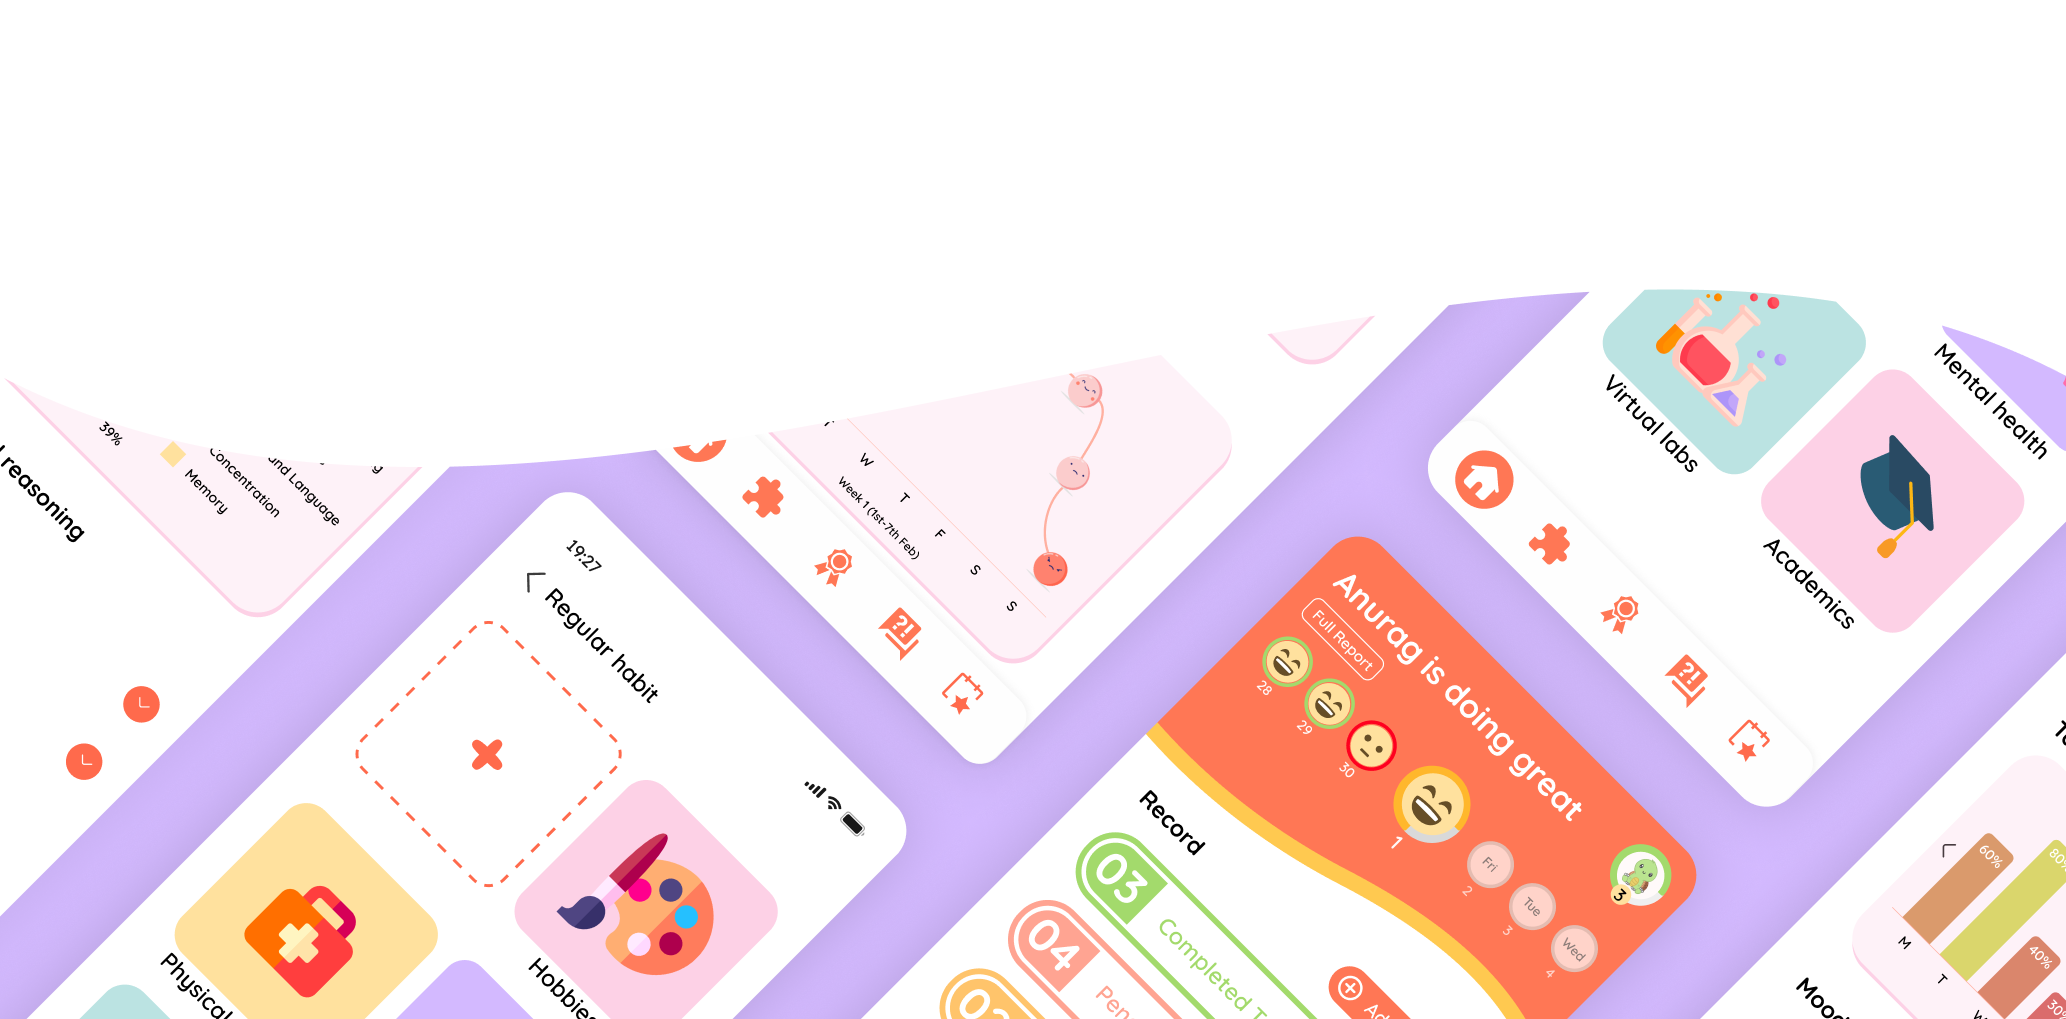 reasoning
39%
Memory
Concentration
and Language
19:27
Regular habit
Physical
Hobbies
W
T
F
S
S
Week 1 (1st-7th Feb)
Anurag is doing great
Full Report
28
29
30
1
Fri
2
Tue
3
Wed
4
3
Record
03
Completed T
04
Pen
Virtual labs
Academics
Mental health
60%
80%
40%
30%
M
T
W
Mood